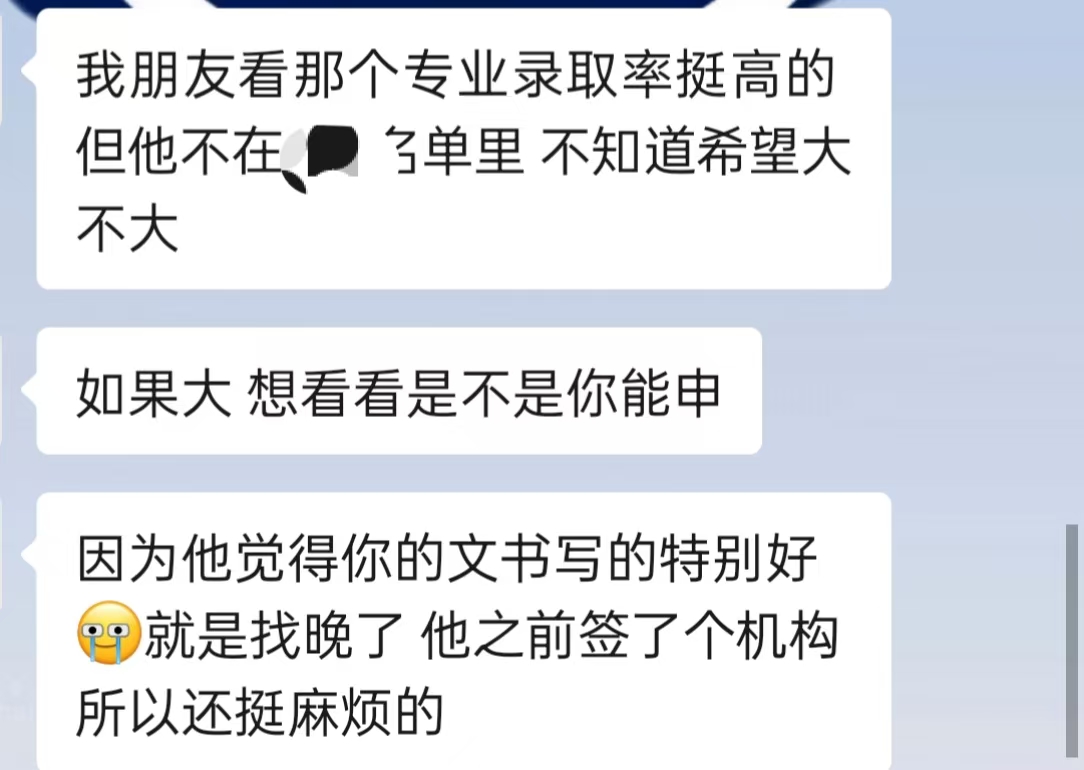 我朋友看那个专业录取率挺高的
但他不在 名单里 不知道希望大
不大
如果大 想看看是不是你能申
因为他觉得你的文书写的特别好
😭就是找晚了 他之前签了个机构
所以还挺麻烦的